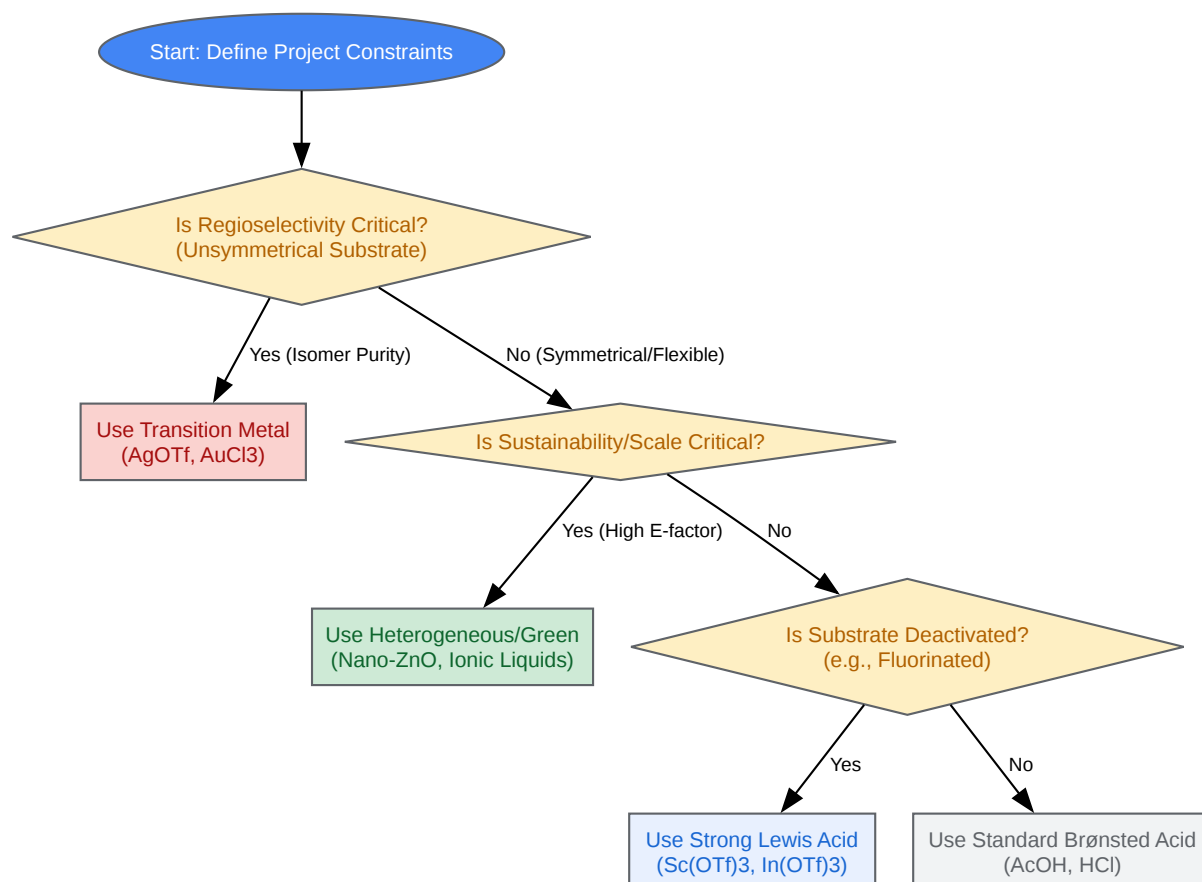 Start: Define Project Constraints
Is Regioselectivity Critical?
(Unsymmetrical Substrate)
Yes (Isomer Purity)
No (Symmetrical/Flexible)
Use Transition Metal
(AgOTf, AuCl3)
Is Sustainability/Scale Critical?
Yes (High E-factor)
No
Use Heterogeneous/Green
(Nano-ZnO, Ionic Liquids)
Is Substrate Deactivated?
(e.g., Fluorinated)
Yes
No
Use Strong Lewis Acid
(Sc(OTf)3, In(OTf)3)
Use Standard Brønsted Acid
(AcOH, HCl)